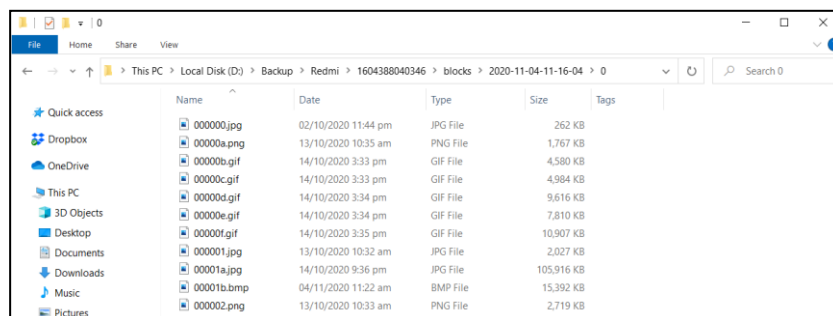 0
File Home Share View
This PC > Local Disk (D:) > Backup > Redmi > 1604388040346 > blocks > 2020-11-04-11-16-04 > 0 Search 0
Name Date Type Size Tags
Quick access
Dropbox
OneDrive
This PC
3D Objects
Desktop
Documents
Downloads
Music
Pictures
000000.jpg 02/10/2020 11:44 pm JPG File 262 KB
00000a.png 13/10/2020 10:35 am PNG File 1,767 KB
00000b.gif 14/10/2020 3:33 pm GIF File 4,580 KB
00000c.gif 14/10/2020 3:33 pm GIF File 4,984 KB
00000d.gif 14/10/2020 3:34 pm GIF File 9,616 KB
00000e.gif 14/10/2020 3:34 pm GIF File 7,810 KB
00000f.gif 14/10/2020 3:35 pm GIF File 10,907 KB
000001.jpg 13/10/2020 10:32 am JPG File 2,027 KB
00001a.jpg 14/10/2020 9:36 pm JPG File 105,916 KB
00001b.bmp 04/11/2020 11:22 am BMP File 15,392 KB
000002.png 13/10/2020 10:33 am PNG File 2,719 KB